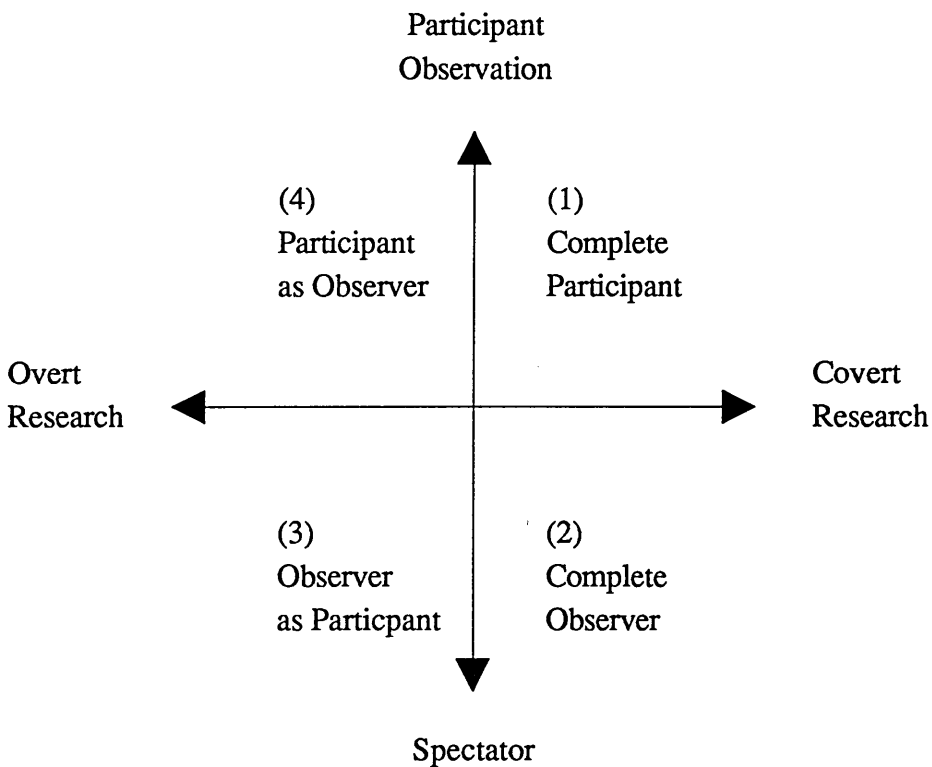 Participant
Observation
(4)
Participant
as Observer
(1)
Complete
Participant
Overt
Research
Covert
Research
(3)
Observer
as Particpant
(2)
Complete
Observer
Spectator